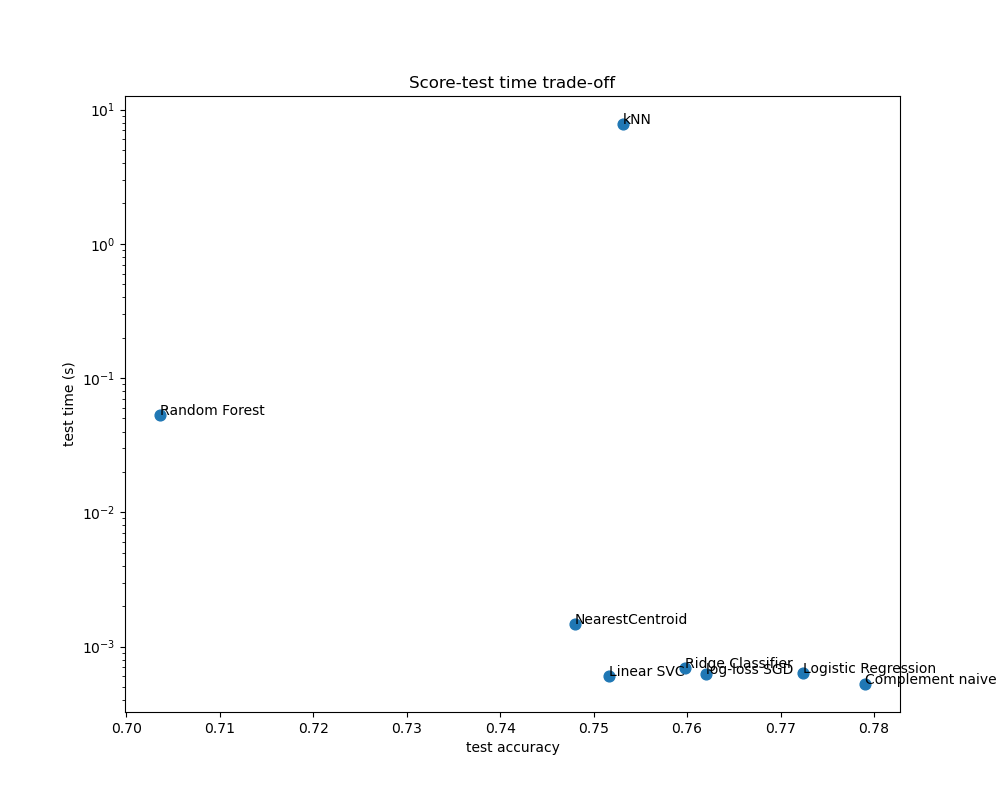 Score-test time trade-off
10¹
kNN
10⁰
test time (s)
10⁻¹
Random Forest
10⁻²
NearestCentroid
10⁻³
Ridge Classifier
Linear SVC
log-loss SGD
Logistic Regression
Complement naive
0.70 0.71 0.72 0.73 0.74 0.75 0.76 0.77 0.78
test accuracy